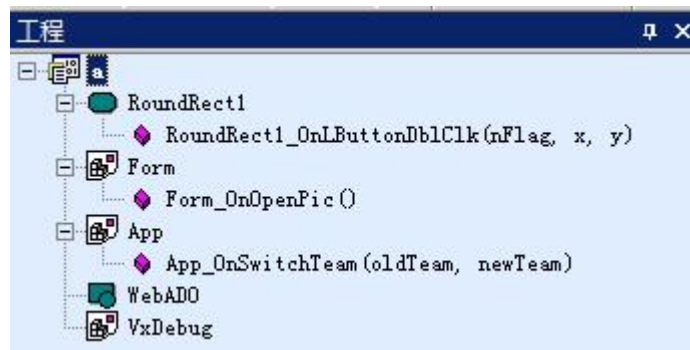 工程
a
RoundRect1
RoundRect1_OnLButtonDblClk(nFlag, x, y)
Form
Form_OnOpenPic()
App
App_OnSwitchTeam(oldTeam, newTeam)
WebADO
VxDebug